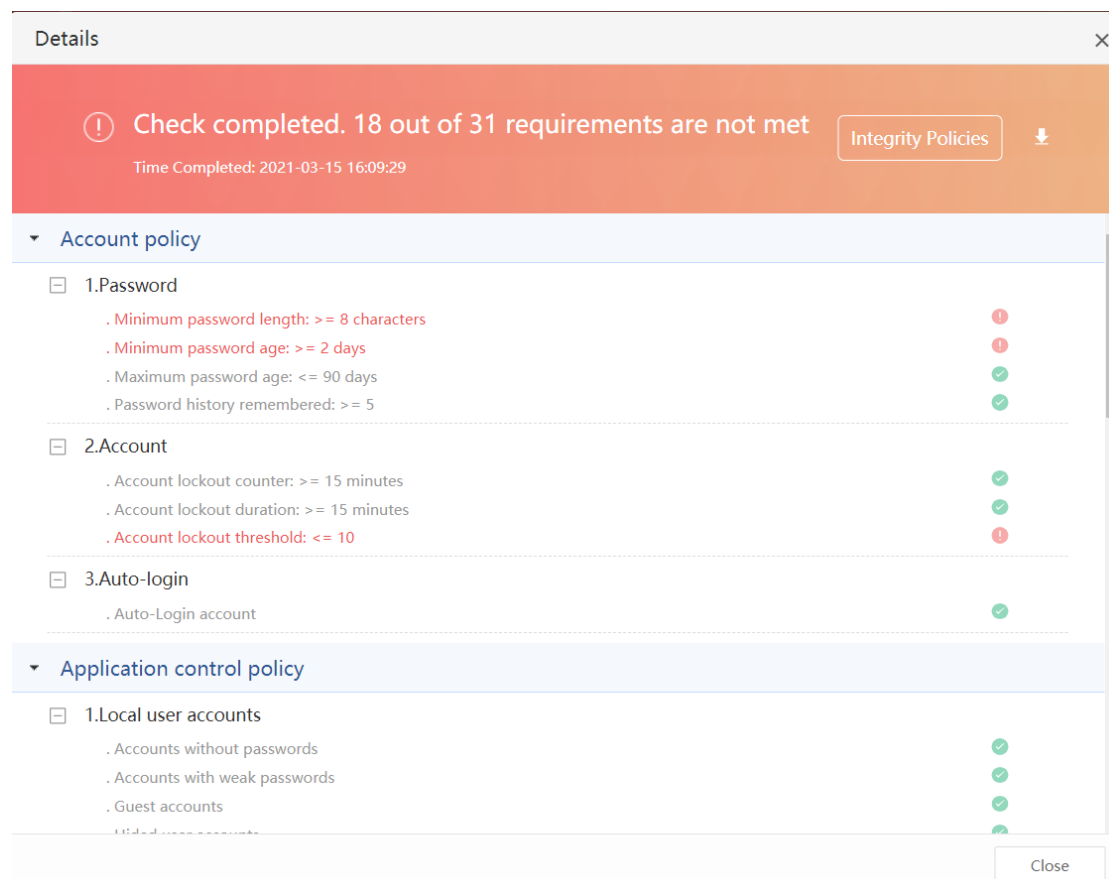 Details
Check completed. 18 out of 31 requirements are not met
Integrity Policies
Time Completed: 2021-03-15 16:09:29
Account policy
1.Password
. Minimum password length: >= 8 characters
. Minimum password age: >= 2 days
. Maximum password age: <= 90 days
. Password history remembered: >= 5
2.Account
. Account lockout counter: >= 15 minutes
. Account lockout duration: >= 15 minutes
. Account lockout threshold: <= 10
3.Auto-login
. Auto-Login account
Application control policy
1.Local user accounts
. Accounts without passwords
. Accounts with weak passwords
. Guest accounts
. Hided user accounts
Close